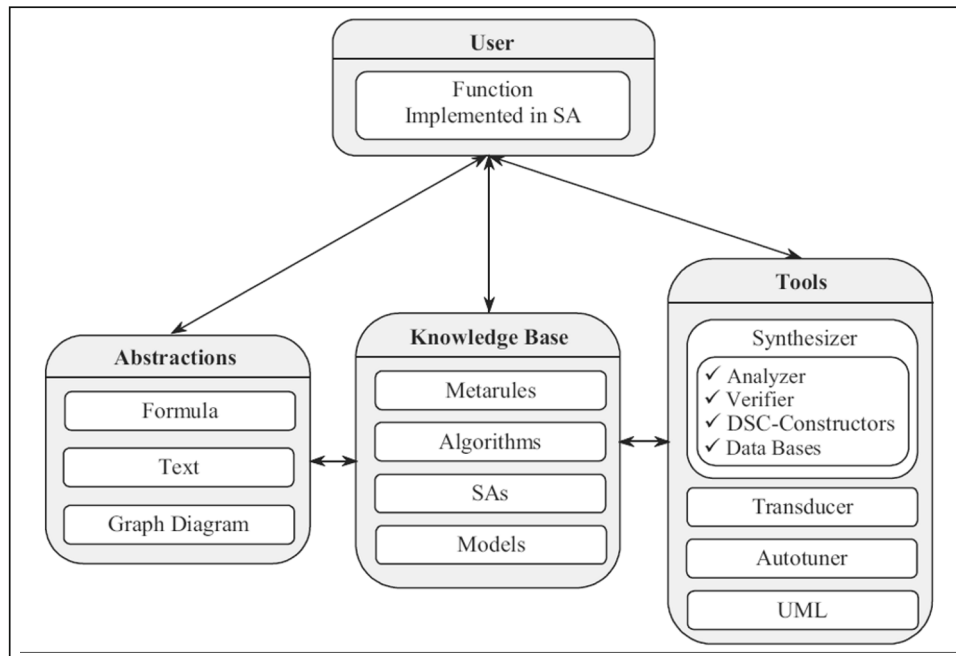 User
Function
Implemented in SA
Abstractions
Formula
Text
Graph Diagram
Knowledge Base
Metarules
Algorithms
SAs
Models
Tools
Synthesizer
✓ Analyzer
✓ Verifier
✓ DSC-Constructors
✓ Data Bases
Transducer
Autotuner
UML